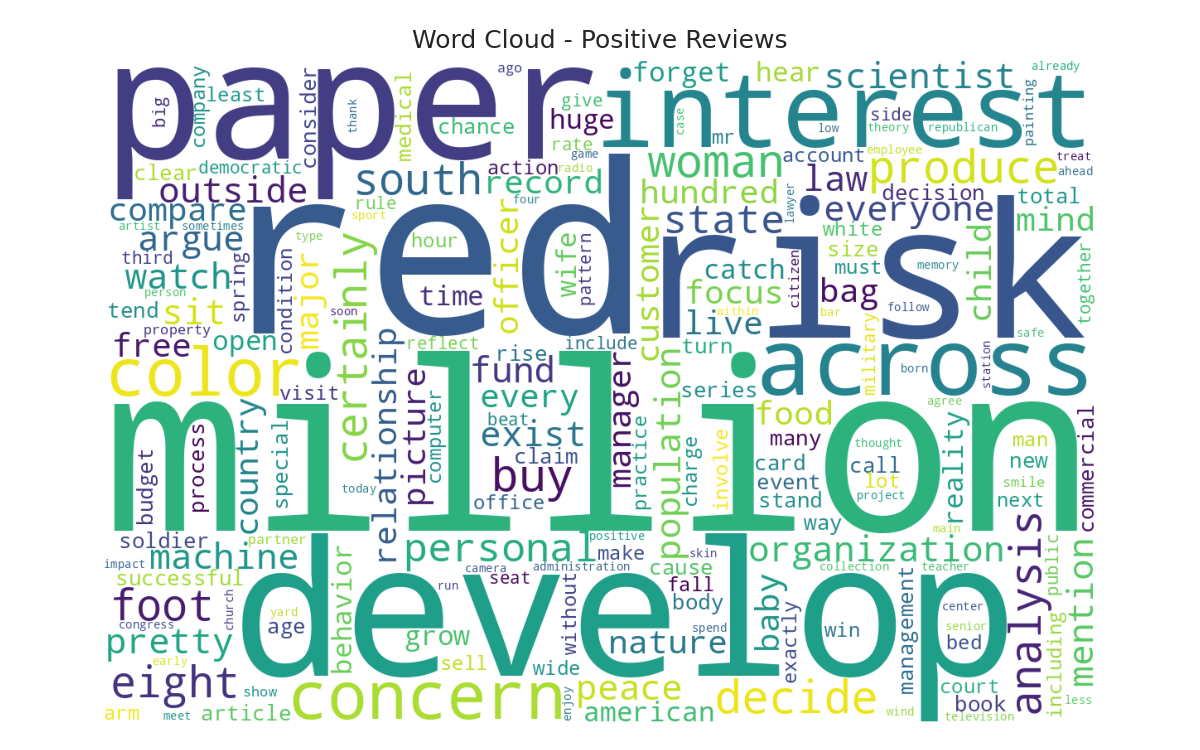 Word Cloud - Positive Reviews
paper
interest
red
risk
million
develop
across
color
concern
big
company
least
consider
thank
medical
ago
forget
hear
scientist
already
give
chance
huge
rate
game
case
mr
low
side
theory
republican
painting
clear
democratic
action
radio
woman
account
employee
produce
treat
ahead
outside
south
record
hundred
law
decision
total
compare
rule
sport
four
officer
customer
state
lawyer
everyone
mind
artist
sometimes
argue
type
hour
wife
pattern
white
size
third
spring
condition
major
certainly
catch
citizen
must
memory
child
together
watch
person
time
focus
bag
tend
sit
soon
live
within
bar
follow
safe
property
free
open
reflect
include
turn
military
born
station
relationship
rise
fund
manager
population
series
visit
picture
every
computer
beat
exist
claim
practice
charge
involve
food
agree
many
thought
reality
man
new
commercial
country
special
process
budget
buy
card
call
event
lot
project
smile
next
today
office
stand
way
main
soldier
partner
personal
positive
make
skin
organization
analysis
public
mention
impact
machine
camera
administration
cause
collection
teacher
successful
behavior
run
seat
without
fall
baby
management
foot
church
yard
body
exactly
center
congress
age
grow
nature
spend
win
senior
including
pretty
early
sell
wide
bed
eight
show
enjoy
peace
decide
court
book
less
arm
meet
article
american
wind
television